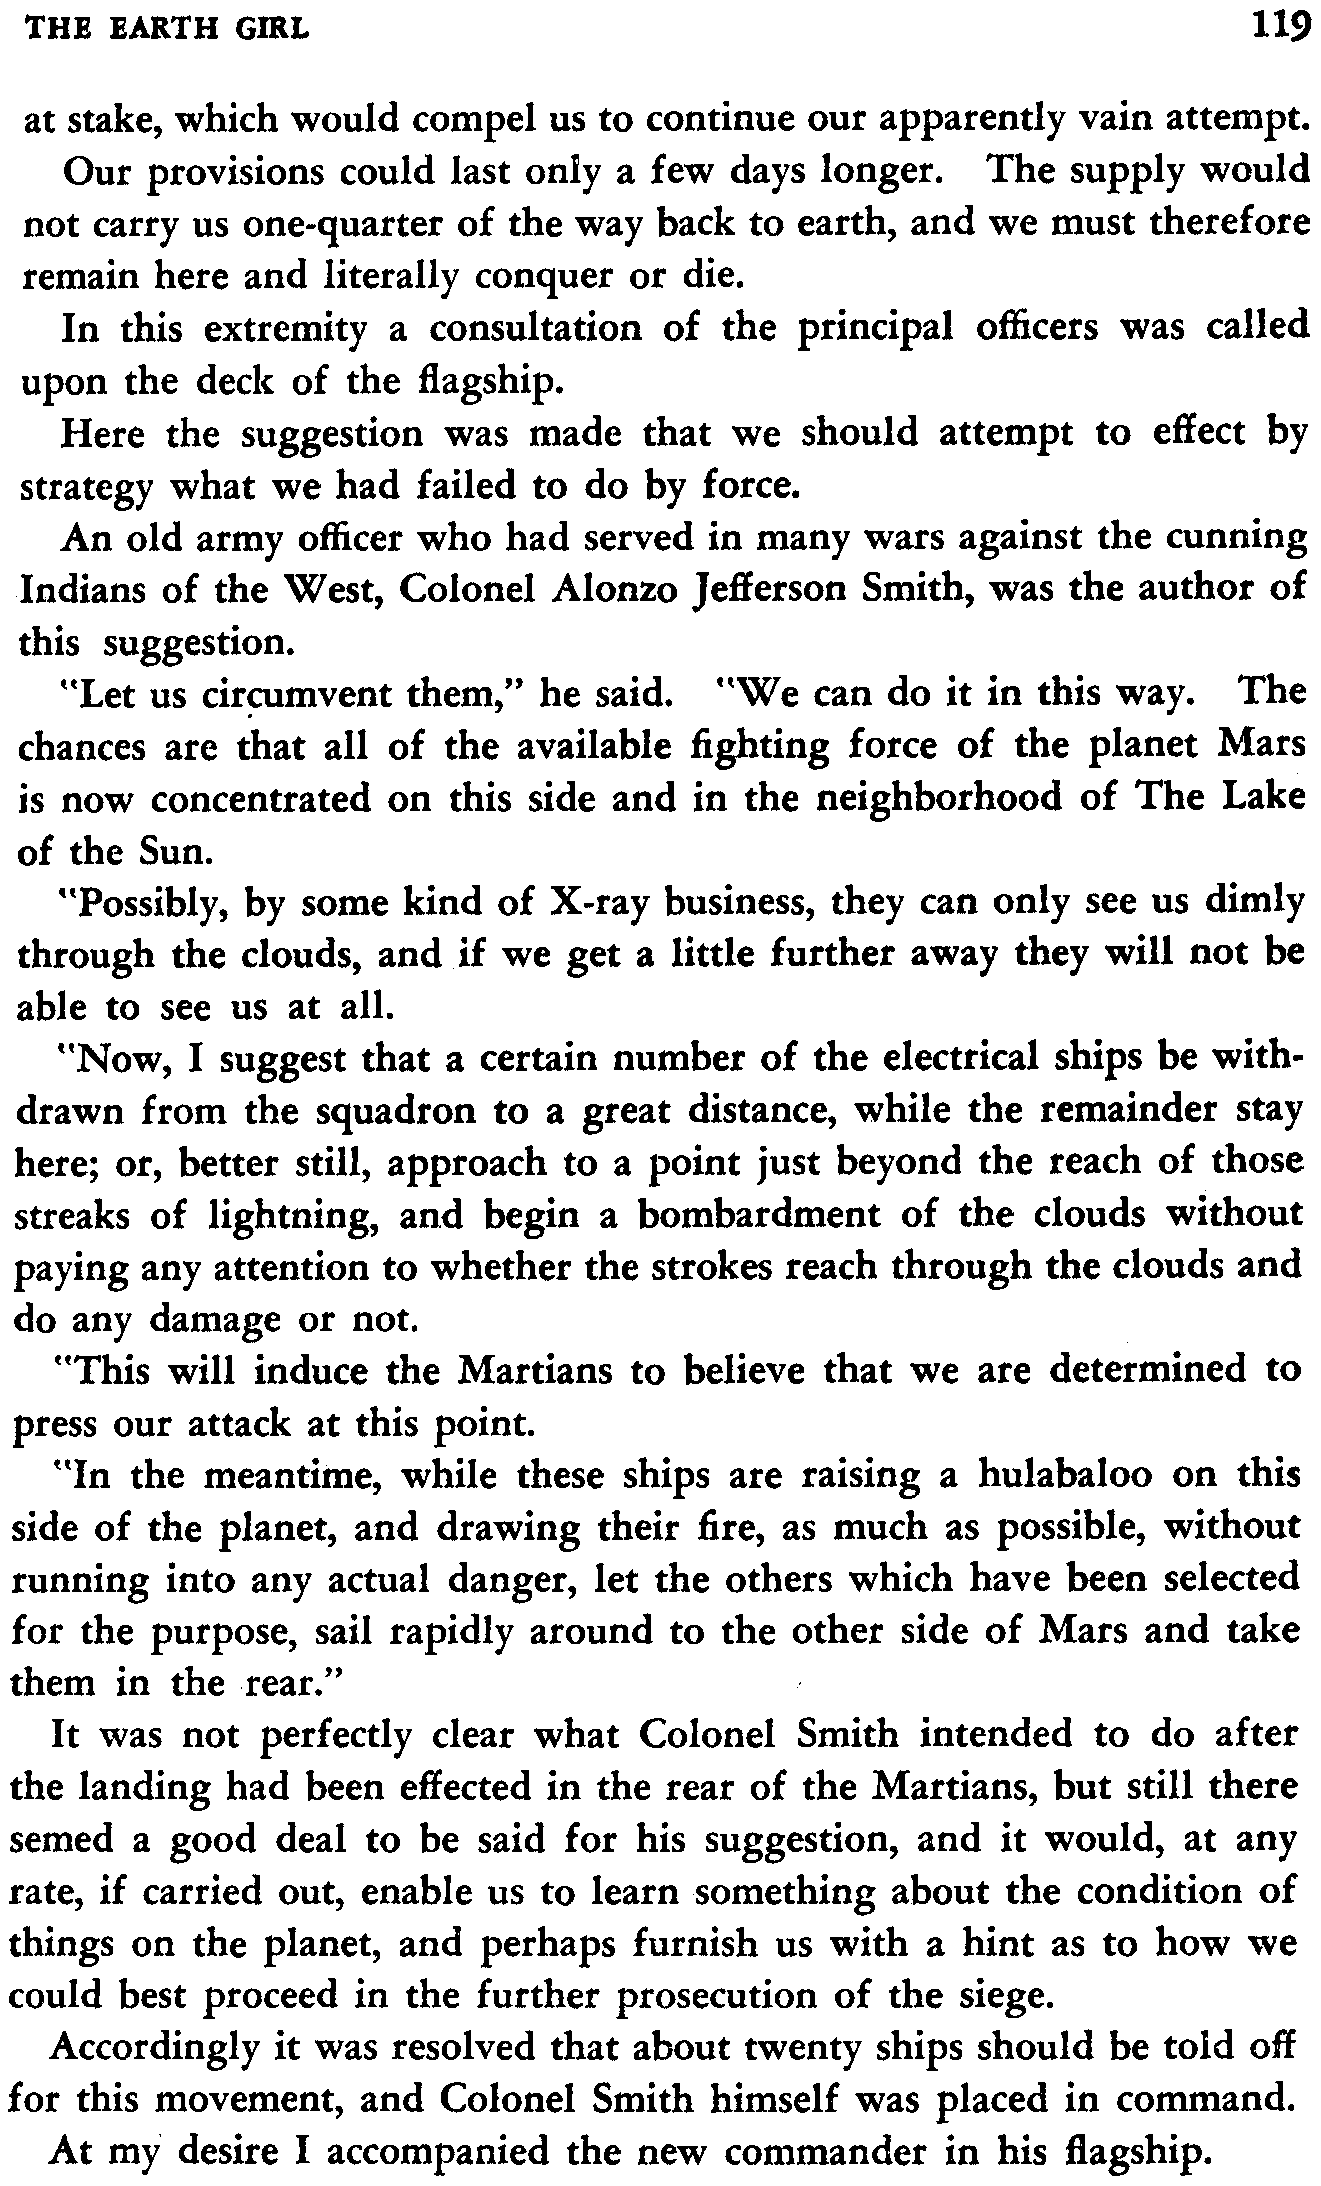 THE EARTH GIRL 119
at stake, which would compel us to continue our apparently vain attempt.
Our provisions could last only a few days longer. The supply would
not carry us one-quarter of the way back to earth, and we must therefore
remain here and literally conquer or die.
In this extremity a consultation of the principal officers was called
upon the deck of the flagship.
Here the suggestion was made that we should attempt to effect by
strategy what we had failed to do by force.
An old army officer who had served in many wars against the cunning
Indians of the West, Colonel Alonzo Jefferson Smith, was the author of
this suggestion.
"Let us circumvent them," he said. "We can do it in this way. The
chances are that all of the available fighting force of the planet Mars
is now concentrated on this side and in the neighborhood of The Lake
of the Sun.
"Possibly, by some kind of X-ray business, they can only see us dimly
through the clouds, and if we get a little further away they will not be
able to see us at all.
"Now, I suggest that a certain number of the electrical ships be with-
drawn from the squadron to a great distance, while the remainder stay
here; or, better still, approach to a point just beyond the reach of those
streaks of lightning, and begin a bombardment of the clouds without
paying any attention to whether the strokes reach through the clouds and
do any damage or not.
"This will induce the Martians to believe that we are determined to
press our attack at this point.
"In the meantime, while these ships are raising a hulabaloo on this
side of the planet, and drawing their fire, as much as possible, without
running into any actual danger, let the others which have been selected
for the purpose, sail rapidly around to the other side of Mars and take
them in the rear."
It was not perfectly clear what Colonel Smith intended to do after
the landing had been effected in the rear of the Martians, but still there
semed a good deal to be said for his suggestion, and it would, at any
rate, if carried out, enable us to learn something about the condition of
things on the planet, and perhaps furnish us with a hint as to how we
could best proceed in the further prosecution of the siege.
Accordingly it was resolved that about twenty ships should be told off
for this movement, and Colonel Smith himself was placed in command.
At my desire I accompanied the new commander in his flagship.